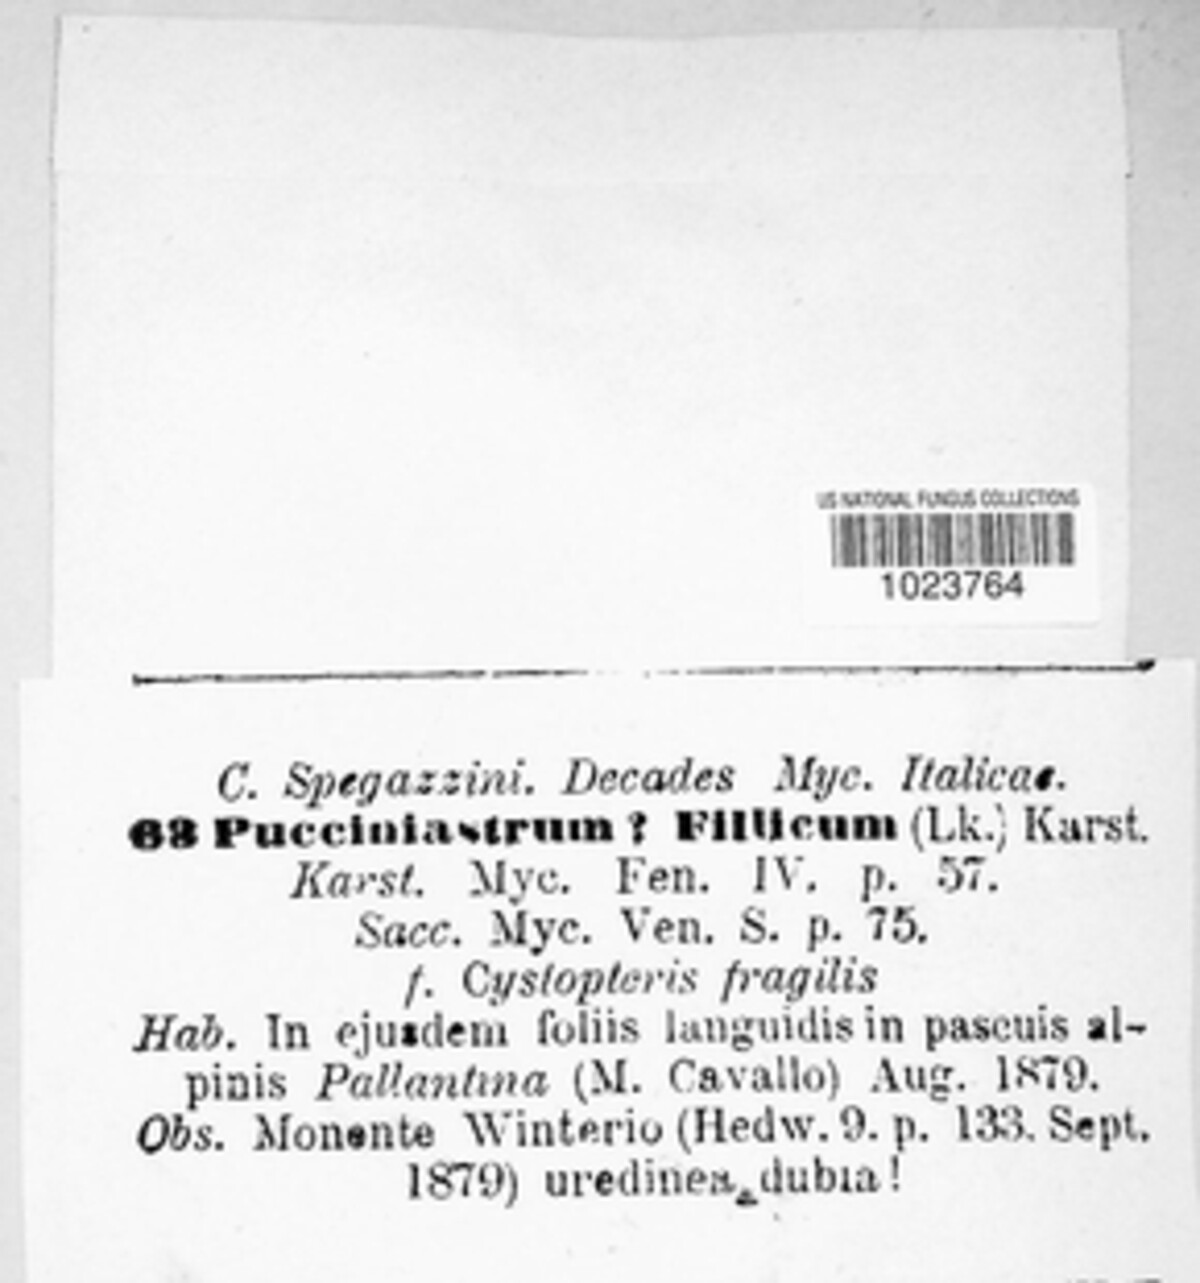 US NATIONAL FUNGUS COLLECTIONS
1023764
C. Spegazzini. Decades Myc. Italicae.
63 Pucciniastrum? Fillicum (Lk.) Karst.
Karst. Myc. Fen. IV. p. 57.
Sacc. Myc. Ven. S. p. 75.
f. Cystopteris fragilis
Hab. In ejusdem foliis languidis in pascuis al-
pinis Pallantina (M. Cavallo) Aug. 1879.
Obs. Monente Winterio (Hedw. 9. p. 133. Sept.
1879) uredinea dubia!